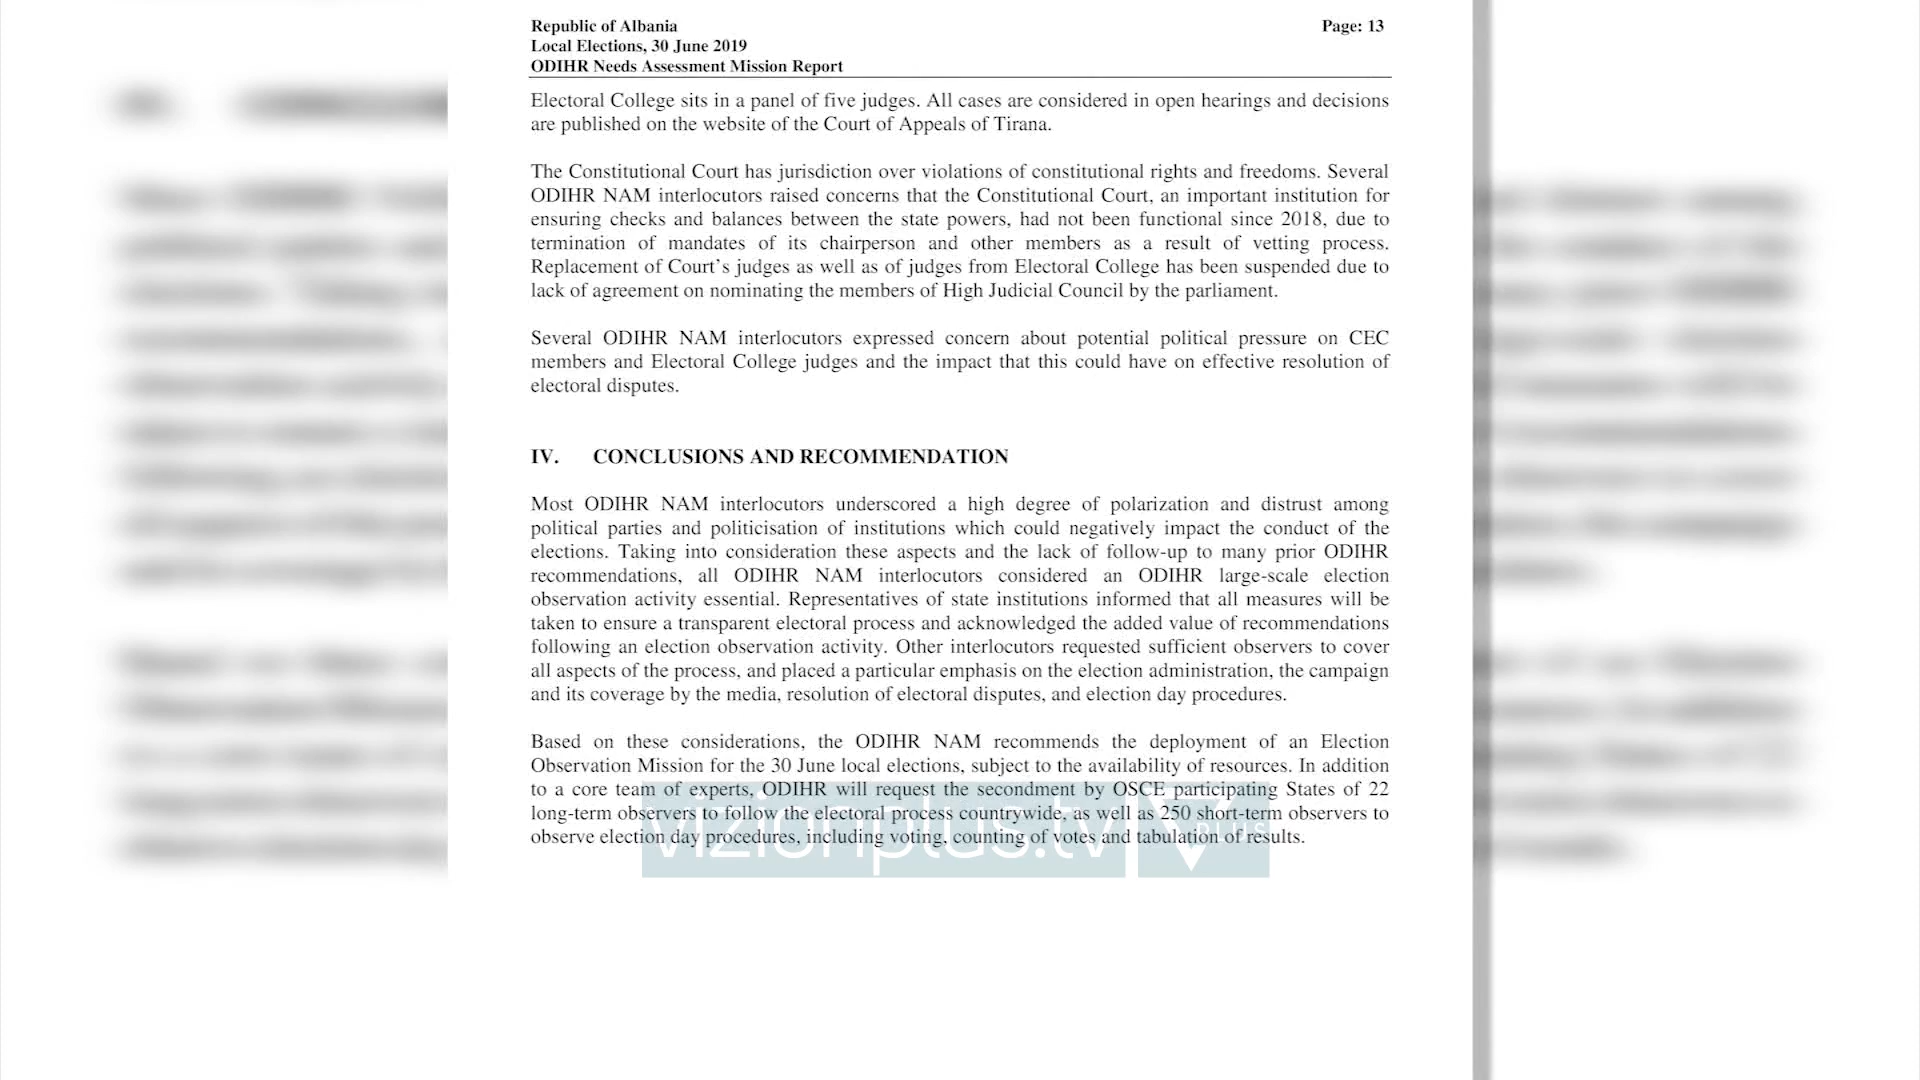 Republic of Albania Page: 13
Local Elections, 30 June 2019
ODIHR Needs Assessment Mission Report
Electoral College sits in a panel of five judges. All cases are considered in open hearings and decisions
are published on the website of the Court of Appeals of Tirana.
The Constitutional Court has jurisdiction over violations of constitutional rights and freedoms. Several
ODIHR NAM interlocutors raised concerns that the Constitutional Court, an important institution for
ensuring checks and balances between the state powers, had not been functional since 2018, due to
termination of mandates of its chairperson and other members as a result of vetting process.
Replacement of Court’s judges as well as of judges from Electoral College has been suspended due to
lack of agreement on nominating the members of High Judicial Council by the parliament.
Several ODIHR NAM interlocutors expressed concern about potential political pressure on CEC
members and Electoral College judges and the impact that this could have on effective resolution of
electoral disputes.
IV. CONCLUSIONS AND RECOMMENDATION
Most ODIHR NAM interlocutors underscored a high degree of polarization and distrust among
political parties and politicisation of institutions which could negatively impact the conduct of the
elections. Taking into consideration these aspects and the lack of follow-up to many prior ODIHR
recommendations, all ODIHR NAM interlocutors considered an ODIHR large-scale election
observation activity essential. Representatives of state institutions informed that all measures will be
taken to ensure a transparent electoral process and acknowledged the added value of recommendations
following an election observation activity. Other interlocutors requested sufficient observers to cover
all aspects of the process, and placed a particular emphasis on the election administration, the campaign
and its coverage by the media, resolution of electoral disputes, and election day procedures.
Based on these considerations, the ODIHR NAM recommends the deployment of an Election
Observation Mission for the 30 June local elections, subject to the availability of resources. In addition
to a core team of experts, ODIHR will request the secondment by OSCE participating States of 22
long-term observers to follow the electoral process countrywide, as well as 250 short-term observers to
observe election day procedures, including voting, counting of votes and tabulation of results.
vizionplus.tv PLUS